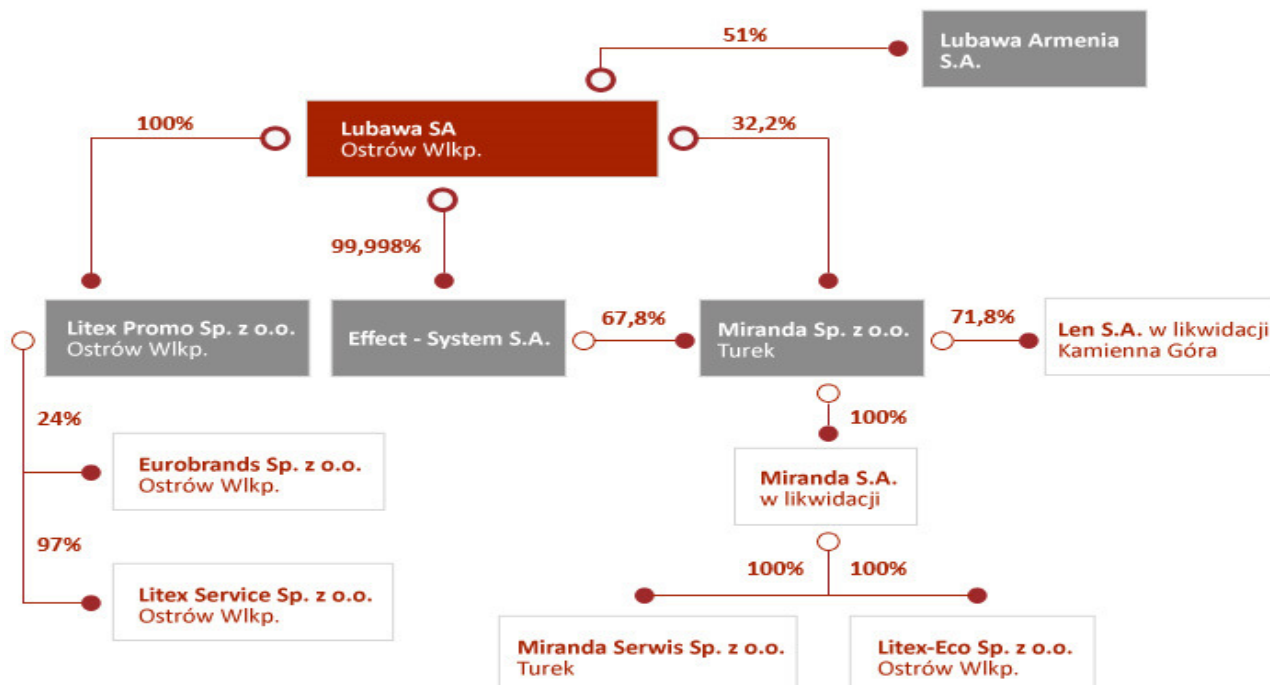 51%
Lubawa Armenia
S.A.
100%
Lubawa SA
Ostrów Wlkp.
32,2%
99,998%
Litex Promo Sp. z o.o.
Ostrów Wlkp.
Effect - System S.A.
67,8%
Miranda Sp. z o.o.
Turek
71,8%
Len S.A. w likwidacji
Kamienna Góra
24%
100%
Eurobrands Sp. z o.o.
Ostrów Wlkp.
Miranda S.A.
w likwidacji
97%
100%
100%
Litex Service Sp. z o.o.
Ostrów Wlkp.
Miranda Serwis Sp. z o.o.
Turek
Litex-Eco Sp. z o.o.
Ostrów Wlkp.